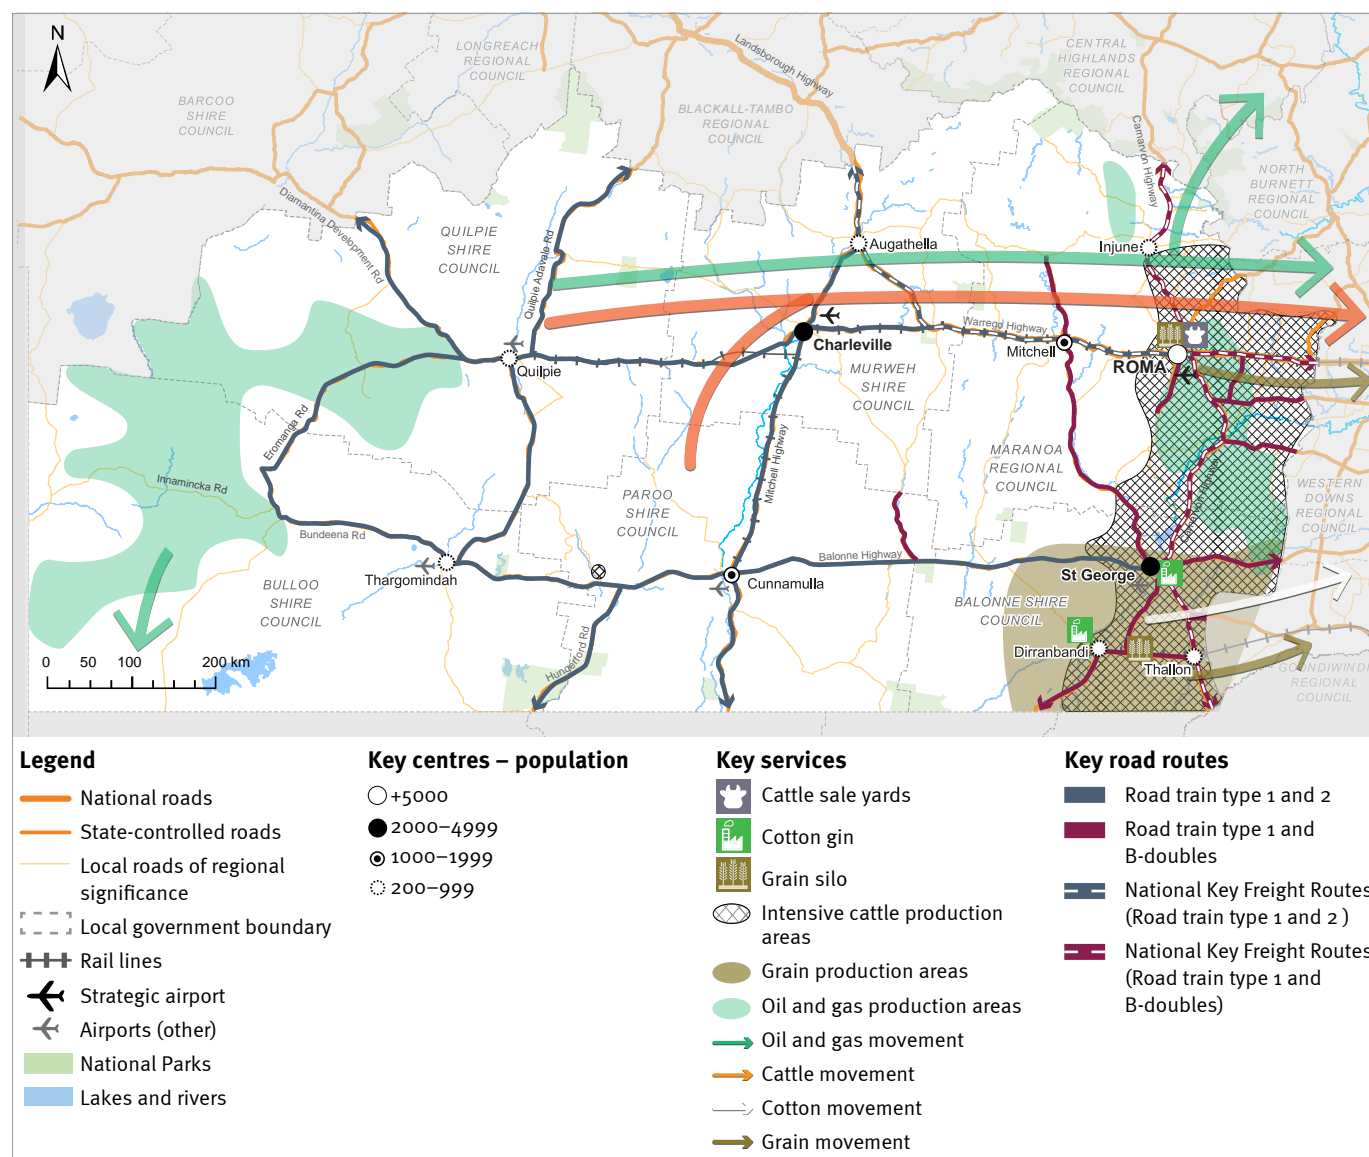 N
LONGREACH
REGIONAL
COUNCIL
Landsborough Highway
CENTRAL
HIGHLANDS
REGIONAL
COUNCIL
BARCOO
SHIRE
COUNCIL
BLACKALL-TAMBO
REGIONAL
COUNCIL
Carnarvon Highway
NORTH
BURNETT
REGIONAL
COUNCIL
Diamantina Development Rd
QUILPIE
SHIRE
COUNCIL
Quilpie Adavale Rd
Augathella
Injune
Warrego Highway
Charleville
Mitchell
ROMA
Quilpie
MURWEH
SHIRE
COUNCIL
Eromanga Rd
Mitchell Highway
MARANOA
REGIONAL
COUNCIL
Innamincka Rd
PAROO
SHIRE
COUNCIL
WESTERN
DOWNS
REGIONAL
COUNCIL
Bundeena Rd
Balonne Highway
Thargomindah
St George
BULLOO
SHIRE
COUNCIL
Cunnamulla
BALONNE SHIRE
COUNCIL
Hungerford Rd
Dirranbandi
Thallon
REGIONAL
COUNCIL
0 50 100 200 km
Legend
National roads
State-controlled roads
Local roads of regional
significance
Local government boundary
Rail lines
Strategic airport
Airports (other)
National Parks
Lakes and rivers
Key centres – population
+5000
2000–4999
1000–1999
200–999
Key services
Cattle sale yards
Cotton gin
Grain silo
Intensive cattle production
areas
Grain production areas
Oil and gas production areas
Oil and gas movement
Cattle movement
Cotton movement
Grain movement
Key road routes
Road train type 1 and 2
Road train type 1 and
B-doubles
National Key Freight Routes
(Road train type 1 and 2 )
National Key Freight Routes
(Road train type 1 and
B-doubles)